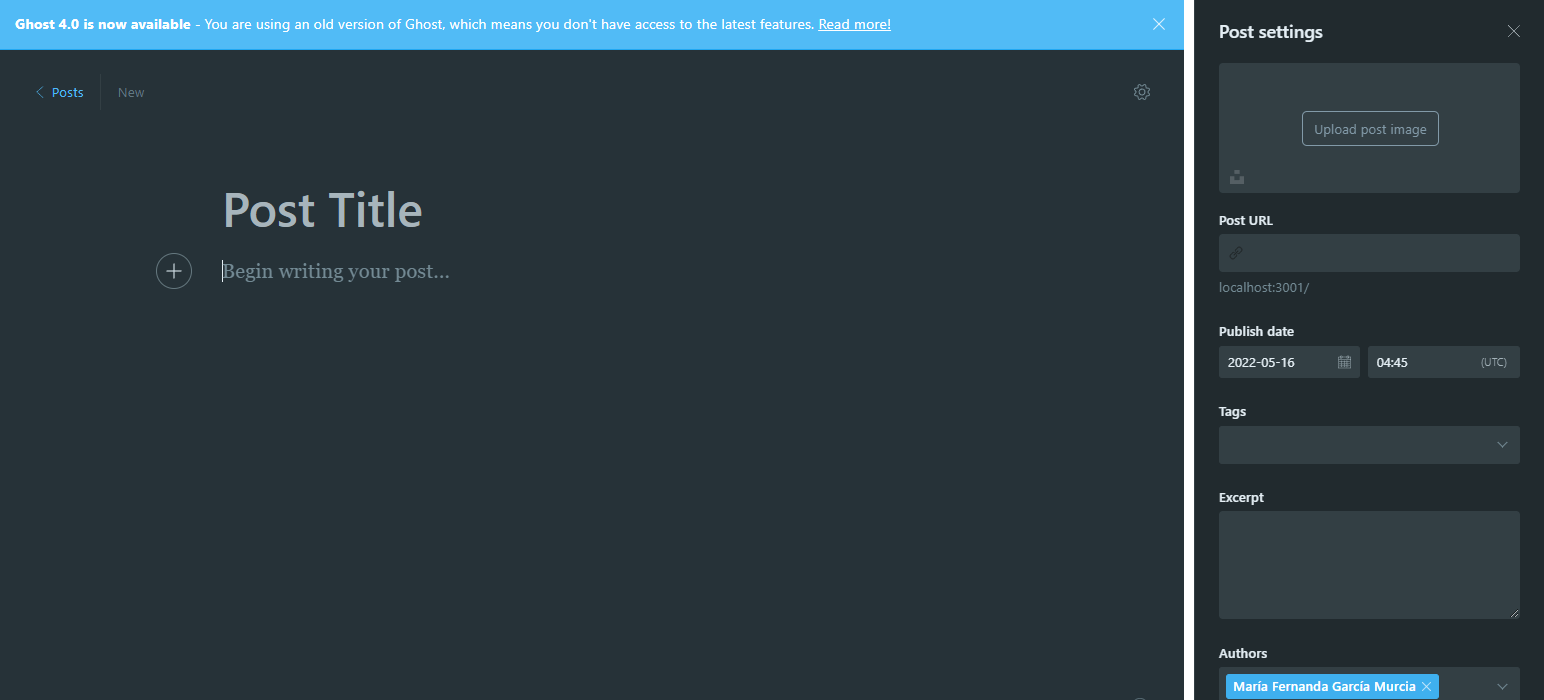 Ghost 4.0 is now available - You are using an old version of Ghost, which means you don't have access to the latest features. Read more!
Posts
New
Post Title
Begin writing your post...
Post settings
Upload post image
Post URL
localhost:3001/
Publish date
2022-05-16
04:45
(UTC)
Tags
Excerpt
Authors
María Fernanda García Murcia